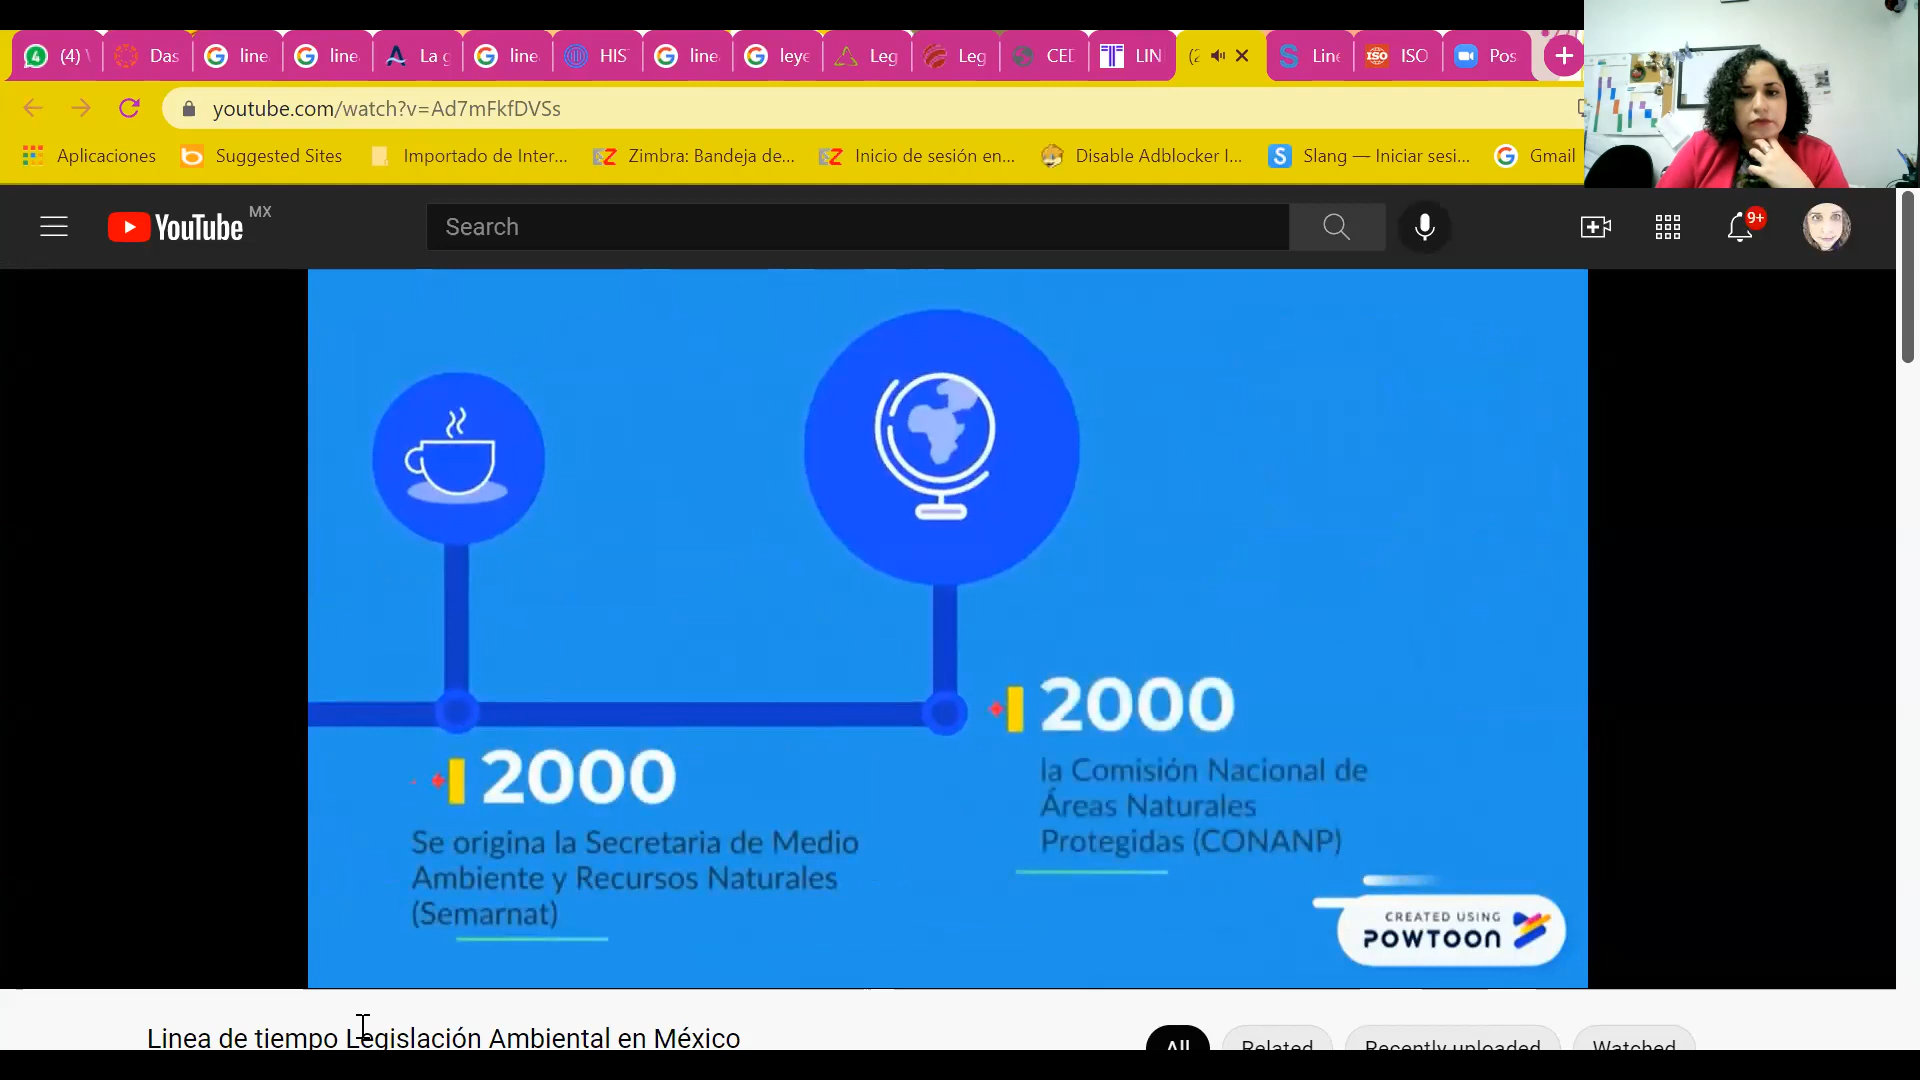 (4)
Das
line
line
La g
line
HIS
line
leye
Leg
Leg
CED
LIN
(2
Line
ISO
ISO
Pos
youtube.com/watch?v=Ad7mFkfDVSs
Aplicaciones
Suggested Sites
Importado de Inter...
Zimbra: Bandeja de...
Inicio de sesión en...
Disable Adblocker I...
Slang — Iniciar sesi...
Gmail
YouTube MX
Search
9+
2000
la Comisión Nacional de
Áreas Naturales
Protegidas (CONANP)
2000
Se origina la Secretaria de Medio
Ambiente y Recursos Naturales
(Semarnat)
CREATED USING
POWTOON
Linea de tiempo Legislación Ambiental en México
All
Related
Recently uploaded
Watched